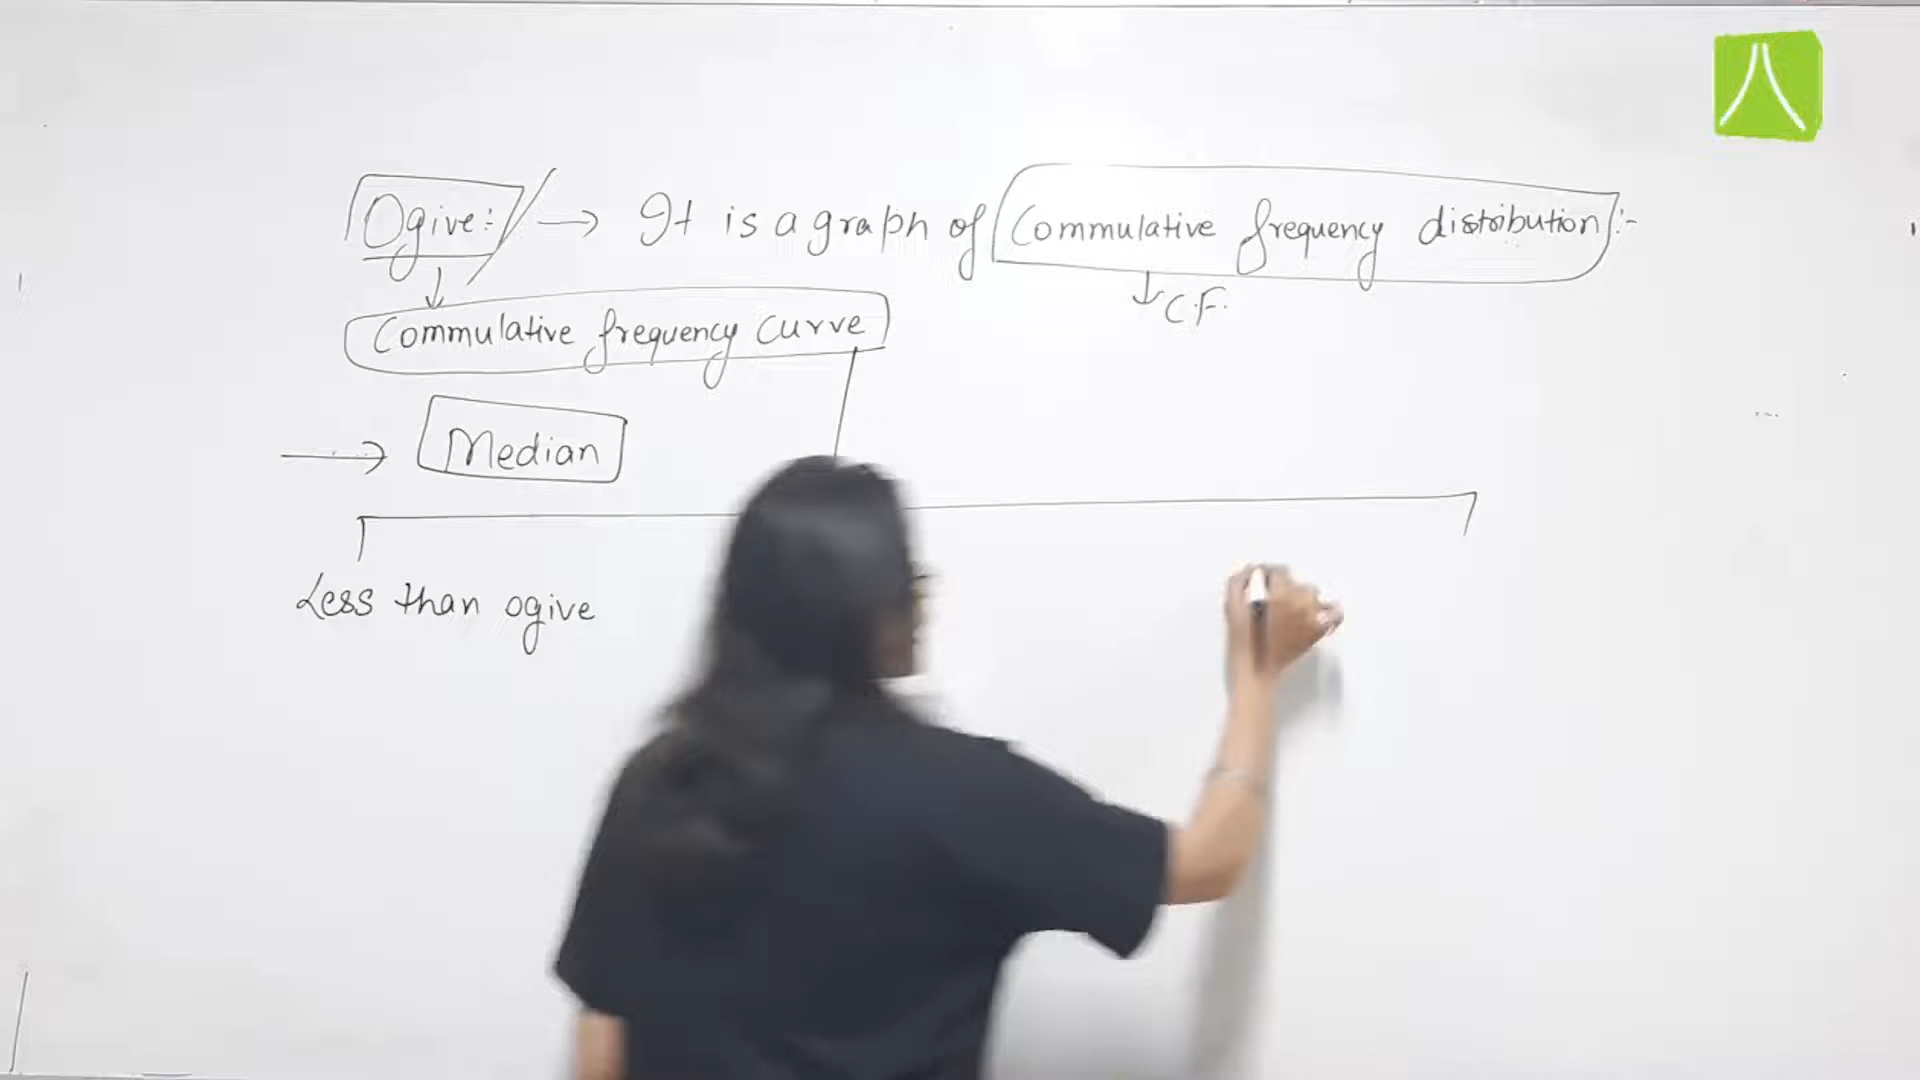 Ogive:- → It is a graph of Commulative frequency distribution:-
↓ C.F.
Commulative frequency curve
→ Median
Less than ogive